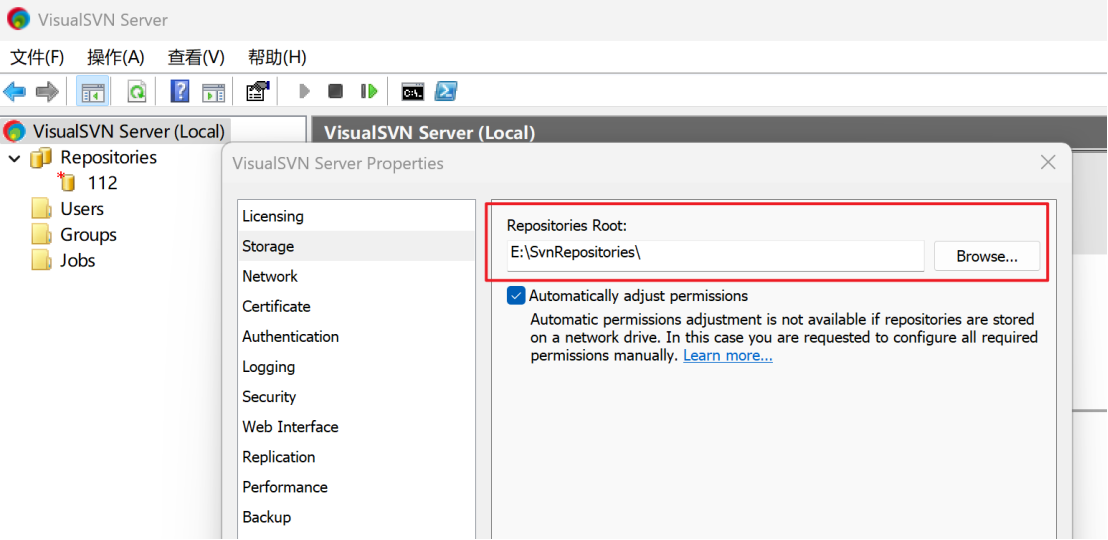 VisualSVN Server
文件(F) 操作(A) 查看(V) 帮助(H)
C:\.
VisualSVN Server (Local)
Repositories
112
Users
Groups
Jobs
VisualSVN Server (Local)
VisualSVN Server Properties
Licensing
Storage
Network
Certificate
Authentication
Logging
Security
Web Interface
Replication
Performance
Backup
Repositories Root:
E:\SvnRepositories\
Browse...
Automatically adjust permissions
Automatic permissions adjustment is not available if repositories are stored
on a network drive. In this case you are requested to configure all required
permissions manually. Learn more...